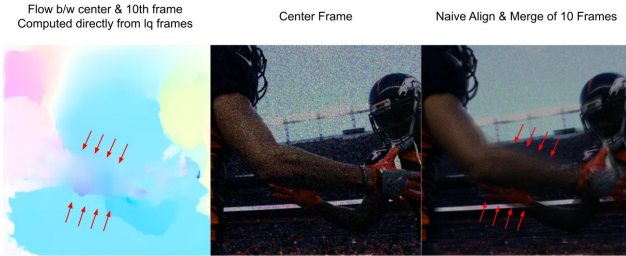 Flow b/w center & 10th frame
Computed directly from lq frames
Center Frame
Naive Align & Merge of 10 Frames